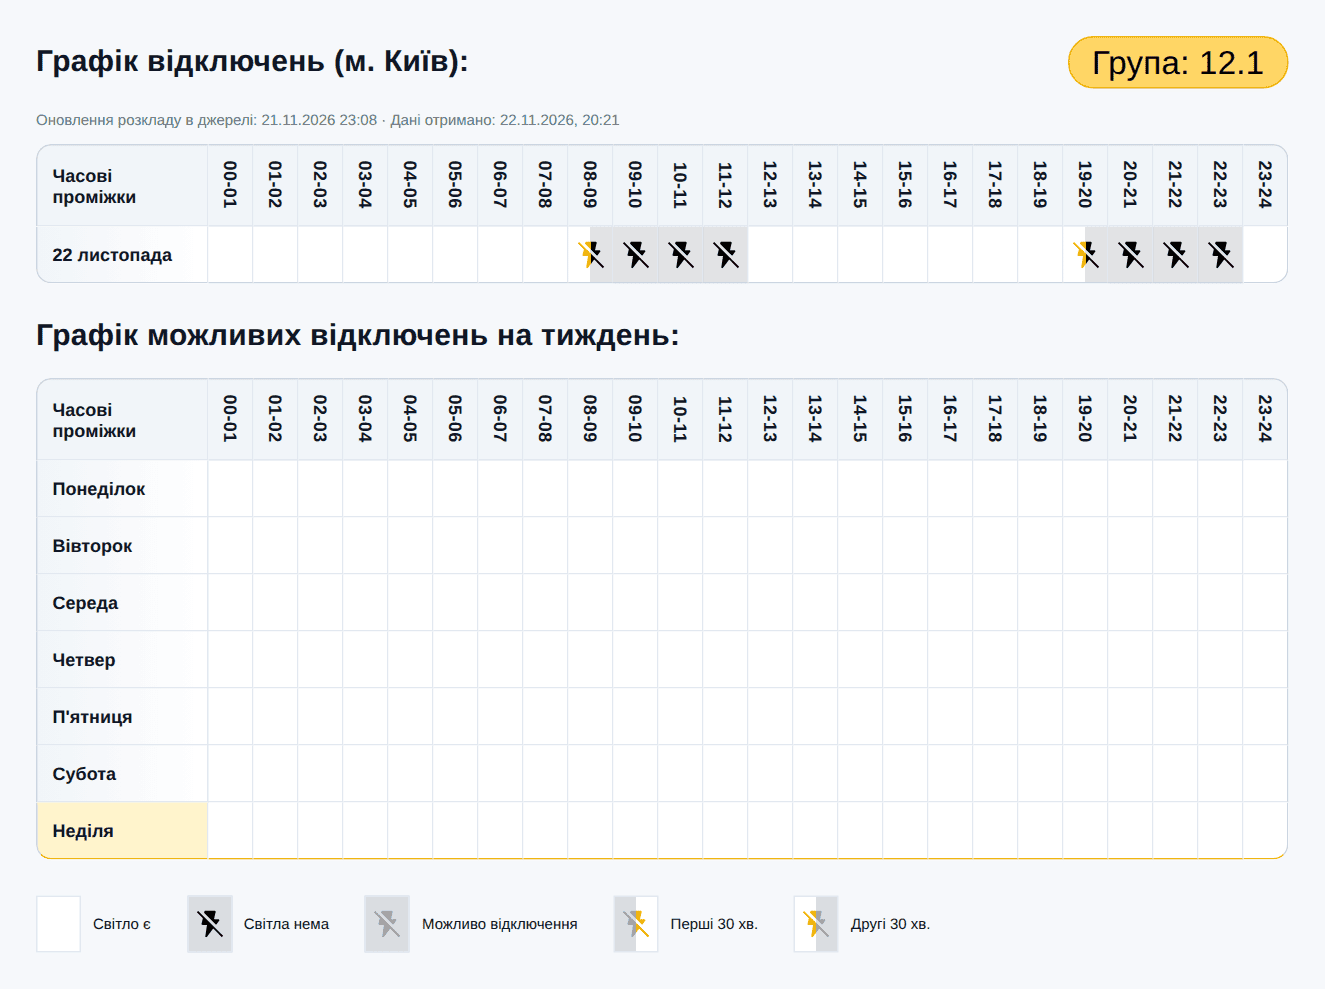 Графік відключень (м. Київ):
Група: 12.1
Оновлення розкладу в джерелі: 21.11.2026 23:08 · Дані отримано: 22.11.2026, 20:21
Часові
проміжки
00-01 01-02 02-03 03-04 04-05 05-06 06-07 07-08 08-09 09-10 10-11 11-12 12-13 13-14 14-15 15-16 16-17 17-18 18-19 19-20 20-21 21-22 22-23 23-24
22 листопада
Графік можливих відключень на тиждень:
Часові
проміжки
00-01 01-02 02-03 03-04 04-05 05-06 06-07 07-08 08-09 09-10 10-11 11-12 12-13 13-14 14-15 15-16 16-17 17-18 18-19 19-20 20-21 21-22 22-23 23-24
Понеділок
Вівторок
Середа
Четвер
П'ятниця
Субота
Неділя
Світло є
Світла нема
Можливо відключення
Перші 30 хв.
Другі 30 хв.